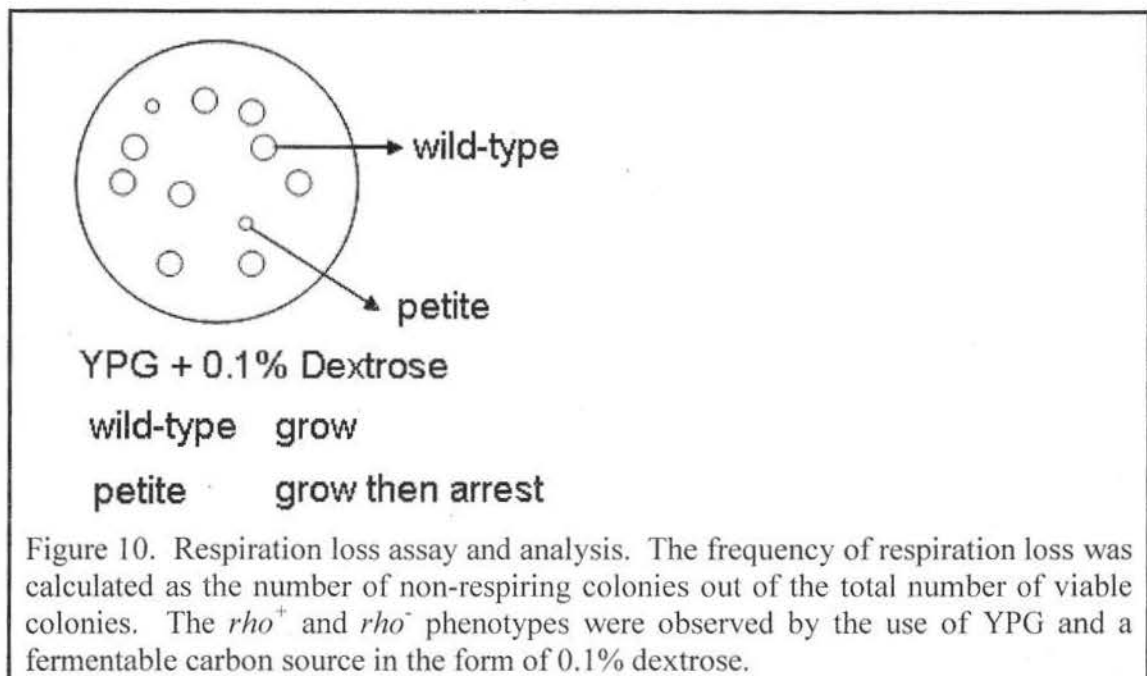 wild-type
petite
YPG + 0.1% Dextrose
wild-type grow
petite grow then arrest
Figure 10. Respiration loss assay and analysis. The frequency of respiration loss was
calculated as the number of non-respiring colonies out of the total number of viable
colonies. The rho⁺ and rho⁻ phenotypes were observed by the use of YPG and a
fermentable carbon source in the form of 0.1% dextrose.